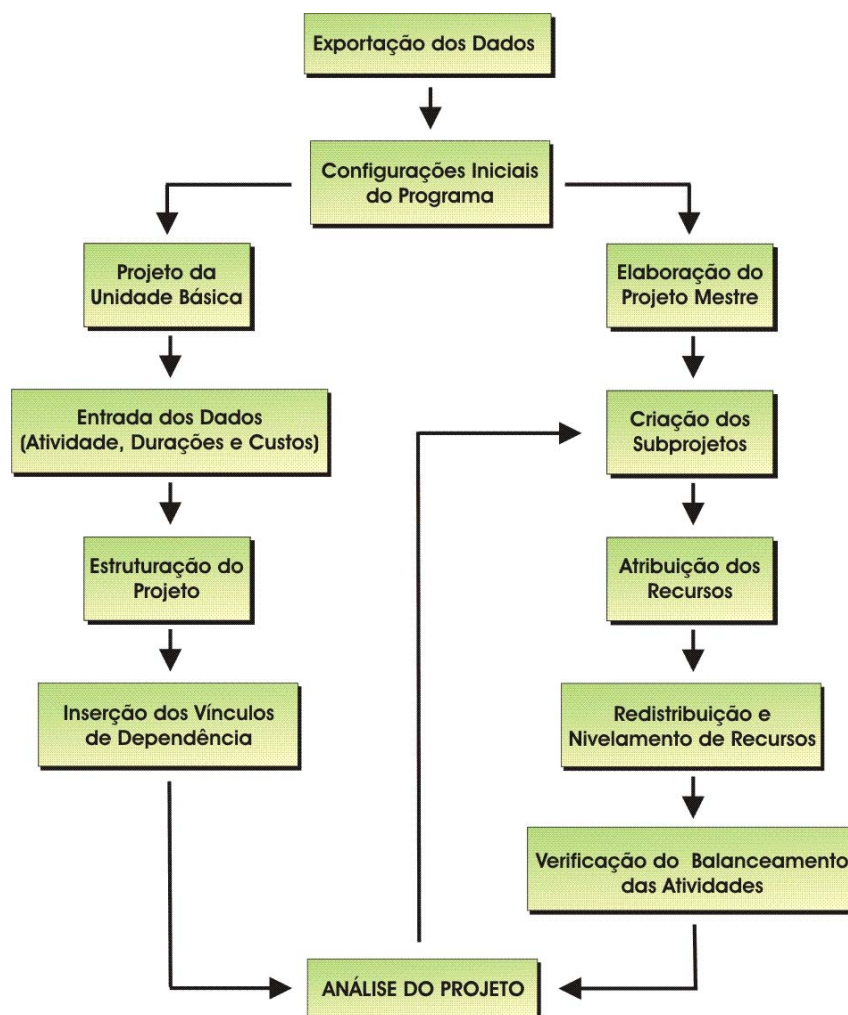 Exportação dos Dados
Configurações Iniciais
do Programa
Projeto da
Unidade Básica
Elaboração do
Projeto Mestre
Entrada dos Dados
(Atividade, Durações e Custos)
Criação dos
Subprojetos
Estruturação do
Projeto
Atribuição dos
Recursos
Inserção dos Vínculos
de Dependência
Redistribuição e
Nivelamento de Recursos
Verificação do Balanceamento
das Atividades
ANÁLISE DO PROJETO